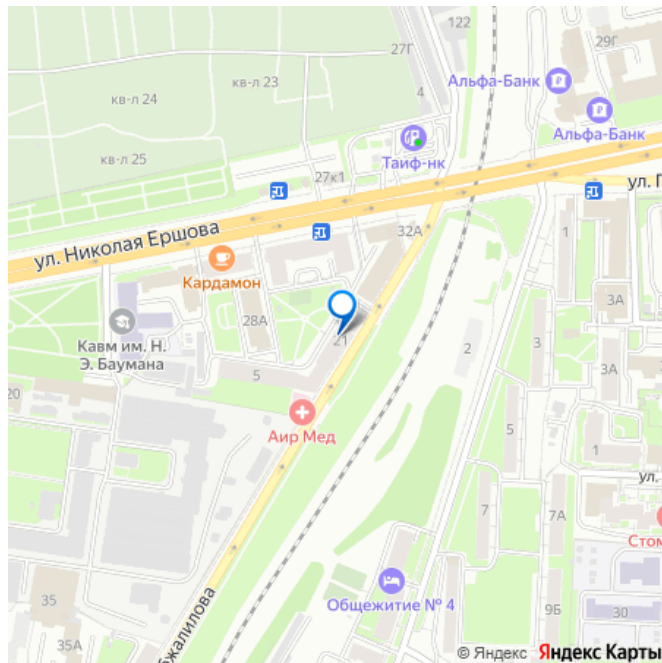 122
27Г
29Г
кв-л 23
Альфа-Банк
кв-л 24
4
Альфа-Банк
кв-л 25
Таиф-нк
27к1
ул. П
ул. Николая Ершова
32А
1
Кардамон
3А
28А
21
2
3
Кавм им. Н.
Э. Баумана
5
3А
20
Аир Мед
5
1
ул.
7
7А
Стом
Общежитие № 4
35
9Б
30
жалилова
35А
© Яндекс Яндекс Карты